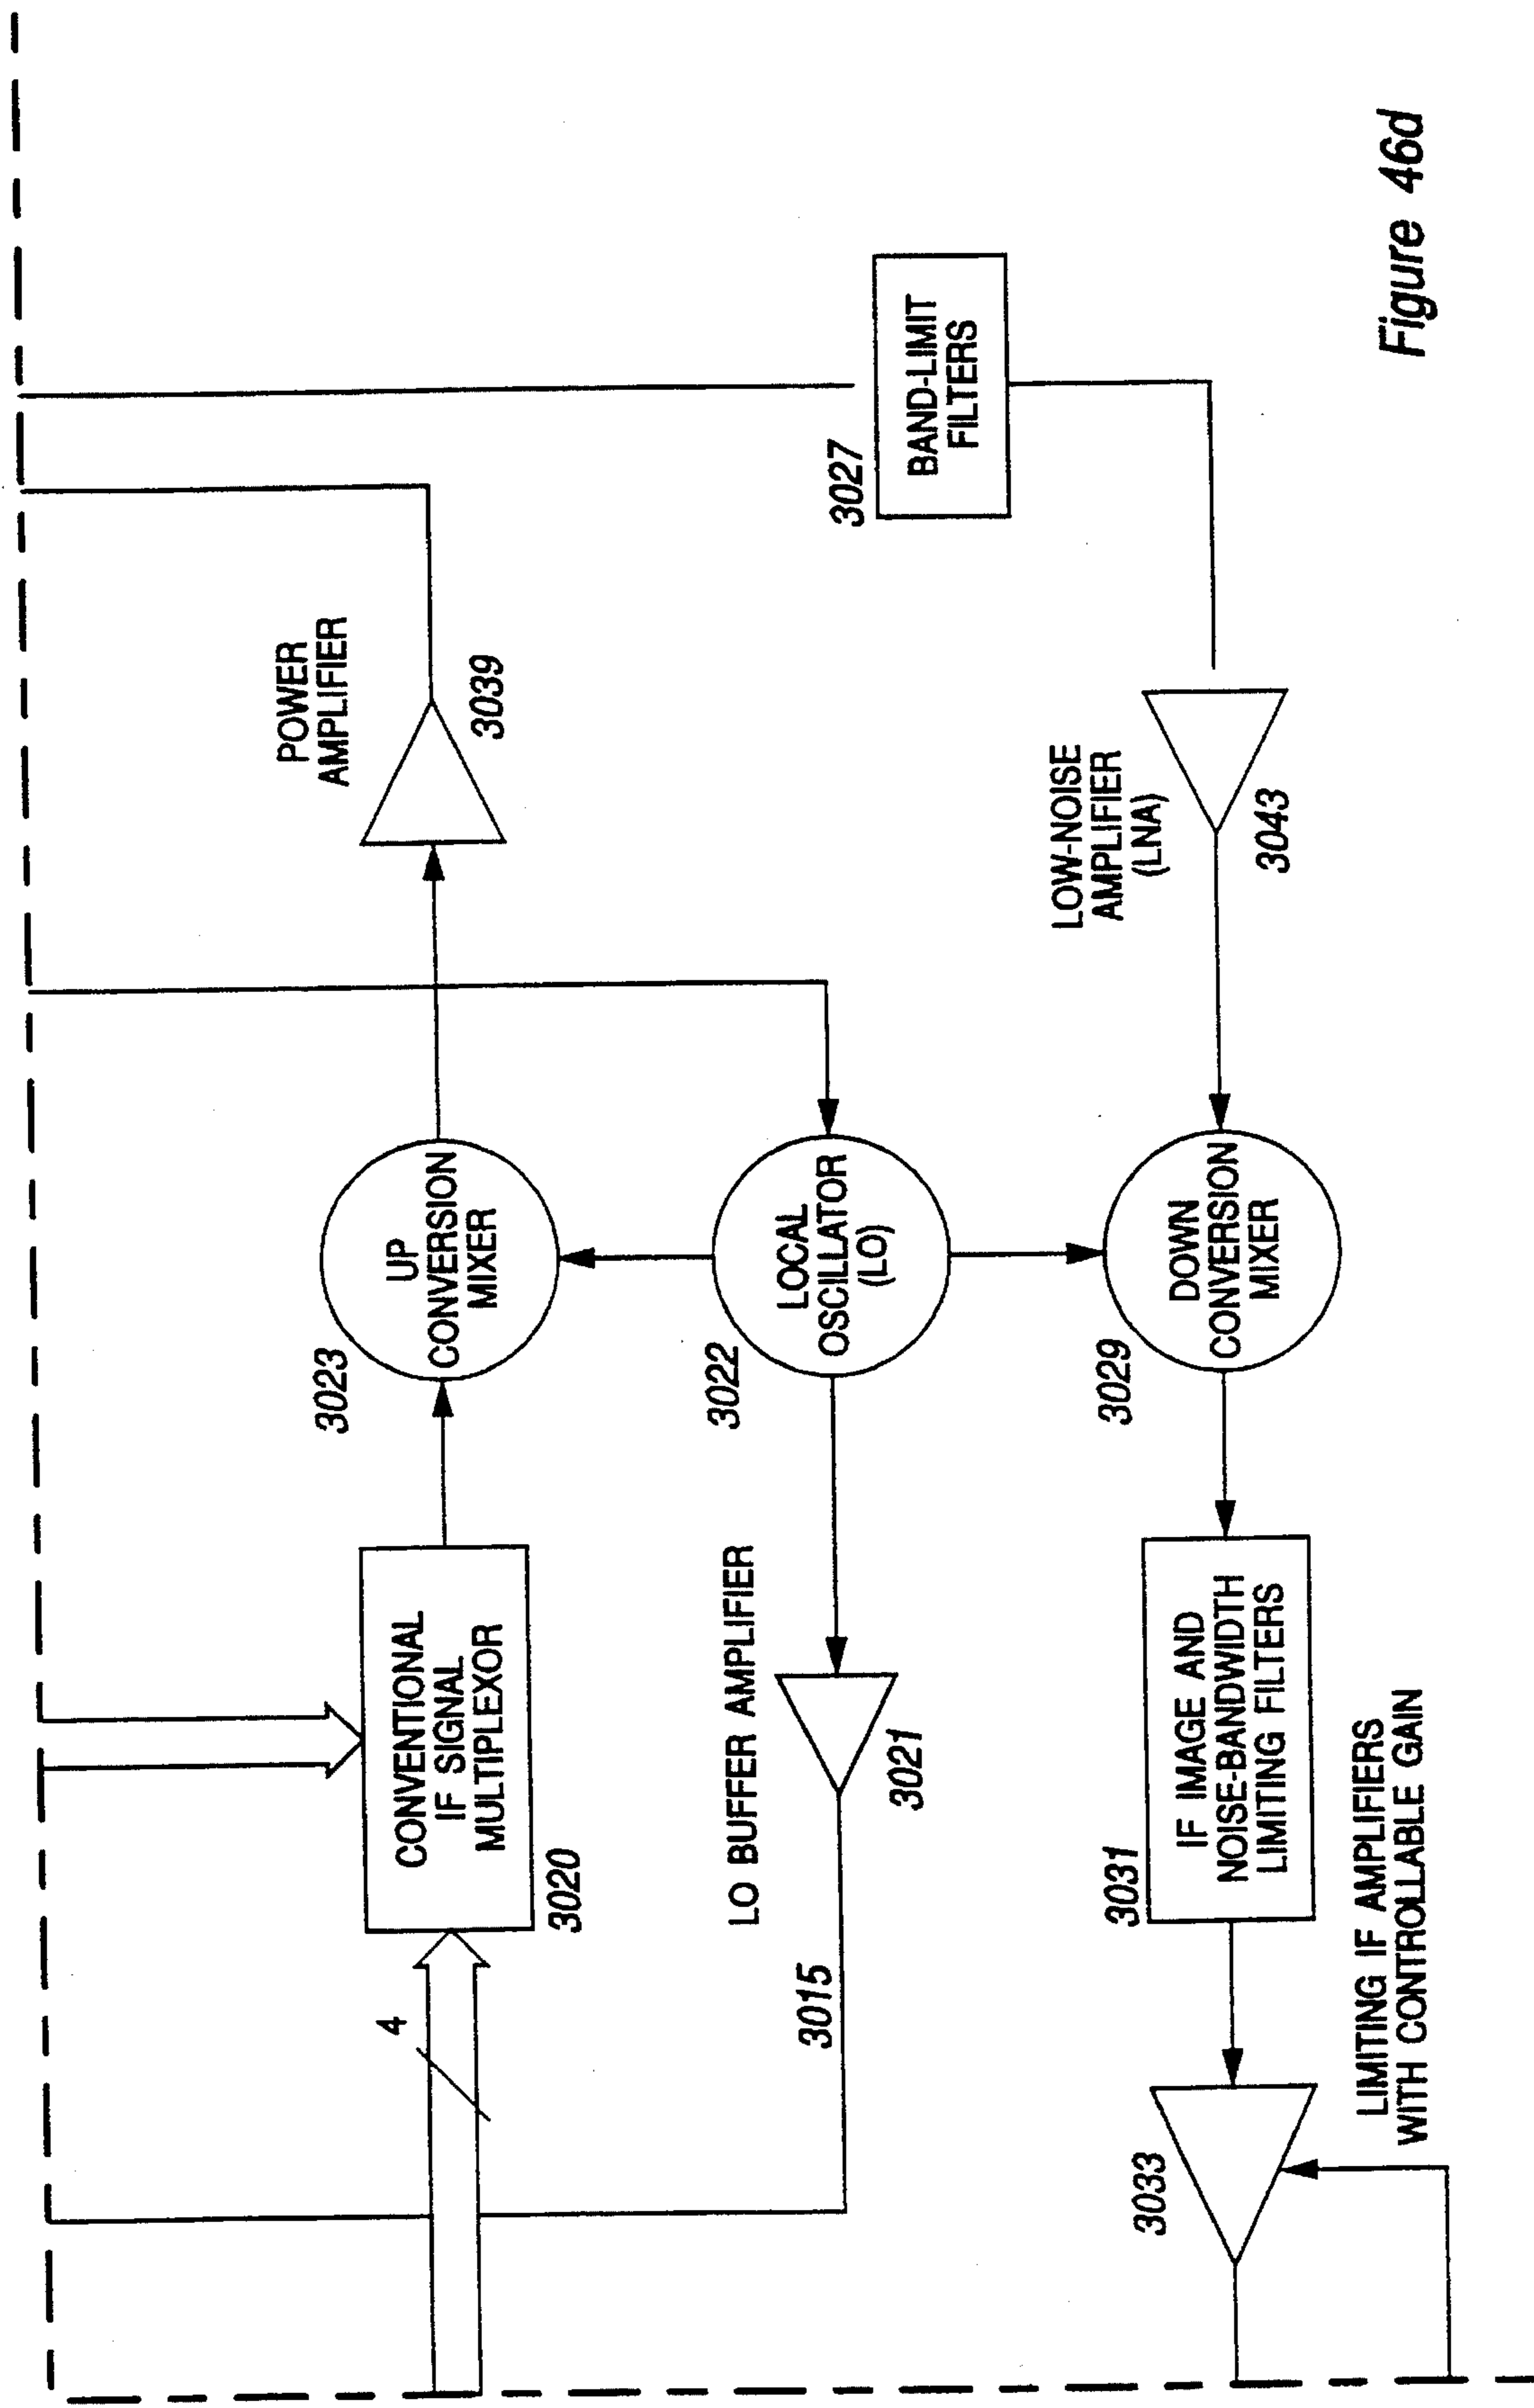 POWER
AMPLIFIER
3039
3023
UP
CONVERSION
MIXER
CONVENTIONAL
IF SIGNAL
MULTIPLEXOR
3020
4
3027
BAND-LIMIT
FILTERS
3022
LOCAL
OSCILLATOR
(LO)
LO BUFFER AMPLIFIER
3021
3015
LOW-NOISE
AMPLIFIER
(LNA)
3043
3029
DOWN
CONVERSION
MIXER
3031
IF IMAGE AND
NOISE-BANDWIDTH
LIMITING FILTERS
3033
LIMITING IF AMPLIFIERS
WITH CONTROLLABLE GAIN
Figure 46d